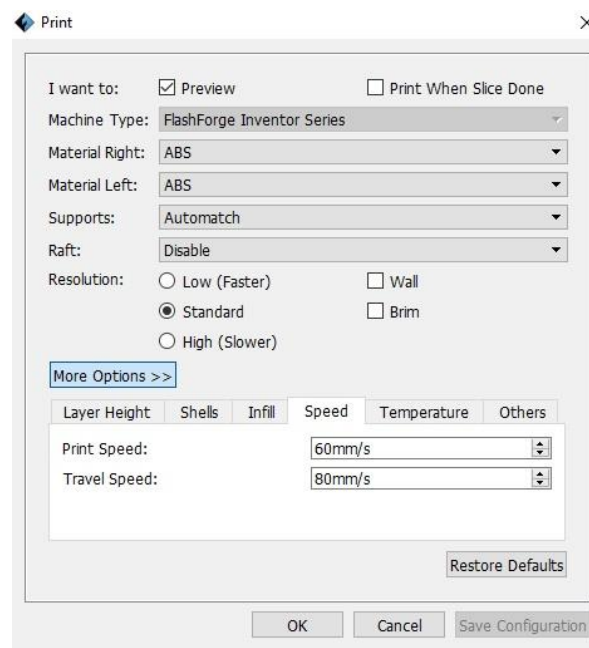 Print
I want to: Preview Print When Slice Done
Machine Type: FlashForge Inventor Series
Material Right: ABS
Material Left: ABS
Supports: Automatch
Raft: Disable
Resolution: Low (Faster) Wall
Standard Brim
High (Slower)
More Options >>
Layer Height Shells Infill Speed Temperature Others
Print Speed: 60mm/s
Travel Speed: 80mm/s
Restore Defaults
OK Cancel Save Configuration